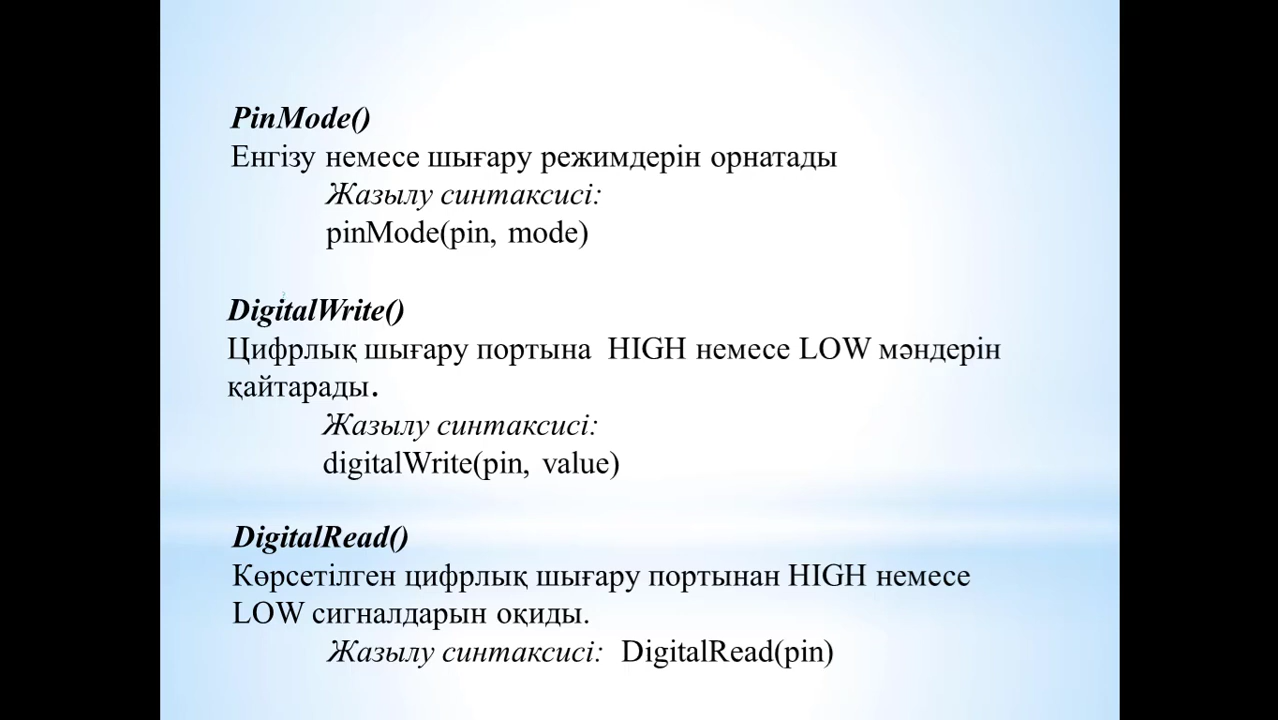 PinMode()
Енгізу немесе шығару режимдерін орнатады
Жазылу синтаксисі:
pinMode(pin, mode)
DigitalWrite()
Цифрлық шығару портына HIGH немесе LOW мәндерін
қайтарады.
Жазылу синтаксисі:
digitalWrite(pin, value)
DigitalRead()
Көрсетілген цифрлық шығару портынан HIGH немесе
LOW сигналдарын оқиды.
Жазылу синтаксисі: DigitalRead(pin)